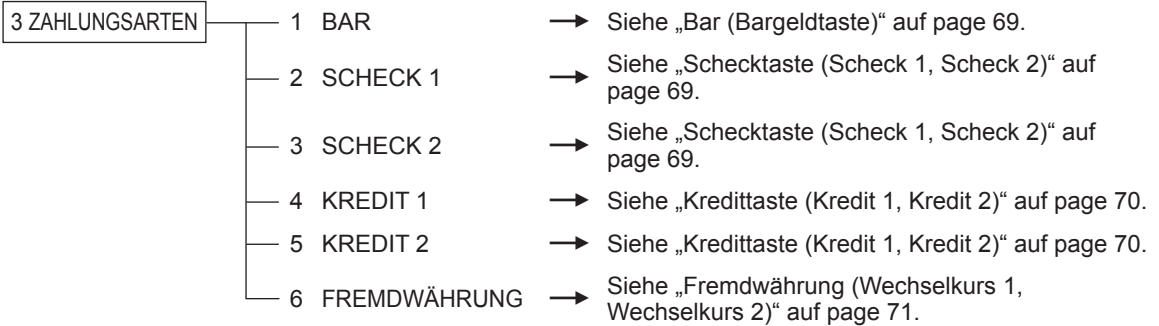 3 ZAHLUNGSARTEN
1 BAR Siehe „Bar (Bargeldtaste)“ auf page 69.
2 SCHECK 1 Siehe „Schecktaste (Scheck 1, Scheck 2)“ auf
page 69.
3 SCHECK 2 Siehe „Schecktaste (Scheck 1, Scheck 2)“ auf
page 69.
4 KREDIT 1 Siehe „Kredittaste (Kredit 1, Kredit 2)“ auf page 70.
5 KREDIT 2 Siehe „Kredittaste (Kredit 1, Kredit 2)“ auf page 70.
6 FREMDWÄHRUNG Siehe „Fremdwährung (Wechselkurs 1,
Wechselkurs 2)“ auf page 71.